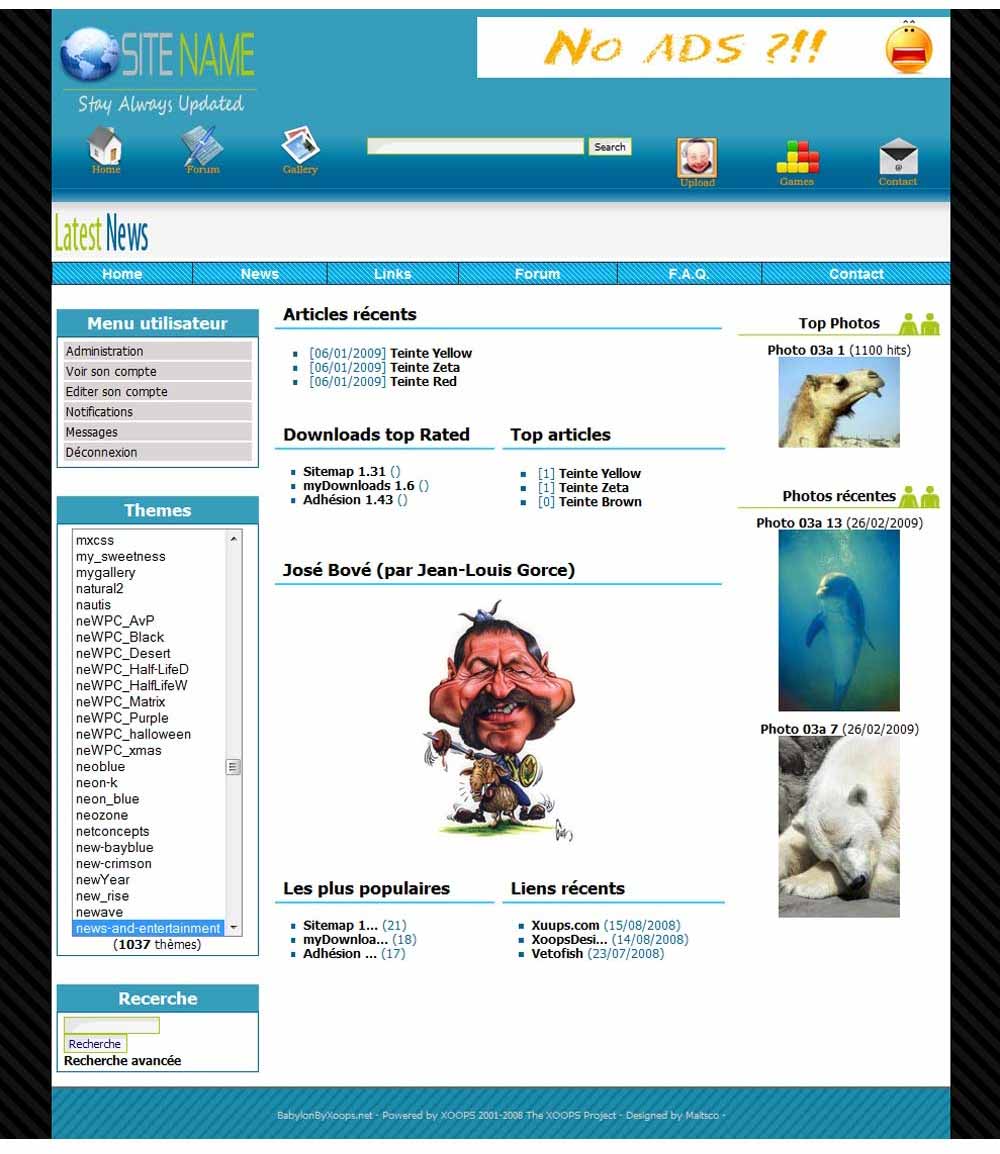 SITE NAME
Stay Always Updated
No ADS ?!!
Home
Forum
Gallery
Search
Upload
Games
Contact
Latest News
Home
News
Links
Forum
F.A.Q.
Contact
Menu utilisateur
Administration
Voir son compte
Editer son compte
Notifications
Messages
Déconnexion
Themes
mxcss
my_sweetness
mygallery
natural2
nautis
neWPC_AvP
neWPC_Black
neWPC_Desert
neWPC_Half-LifeD
neWPC_HalfLifeW
neWPC_Matrix
neWPC_Purple
neWPC_halloween
neWPC_xmas
neoblue
neon-k
neon_blue
neozone
netconcepts
new-bayblue
new-crimson
newYear
new_rise
newave
news-and-entertainment
(1037 thèmes)
Recerche
Recherche
Recherche avancée
Articles récents
[06/01/2009] Teinte Yellow
[06/01/2009] Teinte Zeta
[06/01/2009] Teinte Red
Downloads top Rated
Sitemap 1.31 ()
myDownloads 1.6 ()
Adhésion 1.43 ()
Top articles
[1] Teinte Yellow
[1] Teinte Zeta
[0] Teinte Brown
José Bové (par Jean-Louis Gorce)
Les plus populaires
Sitemap 1... (21)
myDownloa... (18)
Adhésion ... (17)
Liens récents
Xuups.com (15/08/2008)
XoopsDesi... (14/08/2008)
Vetofish (23/07/2008)
Top Photos
Photo 03a 1 (1100 hits)
Photos récentes
Photo 03a 13 (26/02/2009)
Photo 03a 7 (26/02/2009)
BabylonByXoops.net - Powered by XOOPS 2001-2008 The XOOPS Project - Designed by Maltsco -